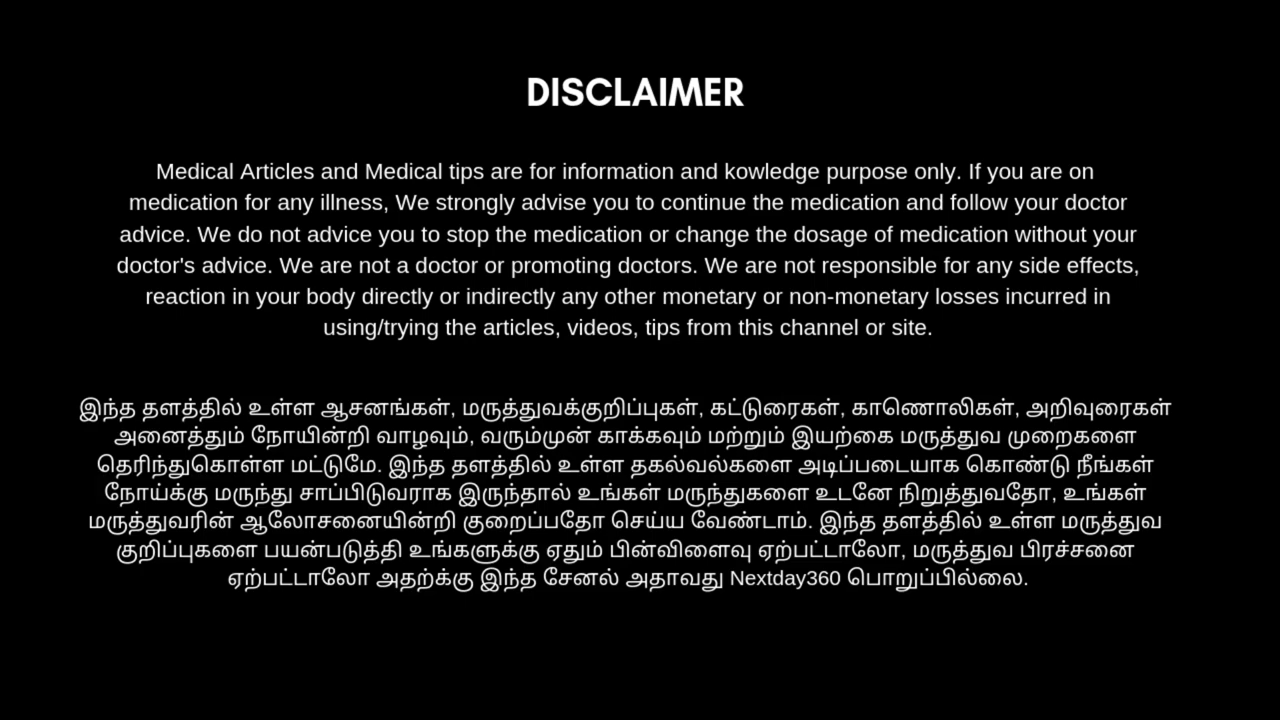 DISCLAIMER
Medical Articles and Medical tips are for information and kowledge purpose only. If you are on
medication for any illness, We strongly advise you to continue the medication and follow your doctor
advice. We do not advice you to stop the medication or change the dosage of medication without your
doctor's advice. We are not a doctor or promoting doctors. We are not responsible for any side effects,
reaction in your body directly or indirectly any other monetary or non-monetary losses incurred in
using/trying the articles, videos, tips from this channel or site.
இந்த தளத்தில் உள்ள ஆசனங்கள், மருத்துவக்குறிப்புகள், கட்டுரைகள், காணொலிகள், அறிவுரைகள்
அனைத்தும் நோயின்றி வாழவும், வரும்முன் காக்கவும் மற்றும் இயற்கை மருத்துவ முறைகளை
தெரிந்துகொள்ள மட்டுமே. இந்த தளத்தில் உள்ள தகல்வல்களை அடிப்படையாக கொண்டு நீங்கள்
நோய்க்கு மருந்து சாப்பிடுவராக இருந்தால் உங்கள் மருந்துகளை உடனே நிறுத்துவதோ, உங்கள்
மருத்துவரின் ஆலோசனையின்றி குறைப்பதோ செய்ய வேண்டாம். இந்த தளத்தில் உள்ள மருத்துவ
குறிப்புகளை பயன்படுத்தி உங்களுக்கு ஏதும் பின்விளைவு ஏற்பட்டாலோ, மருத்துவ பிரச்சனை
ஏற்பட்டாலோ அதற்க்கு இந்த சேனல் அதாவது Nextday360 பொறுப்பில்லை.